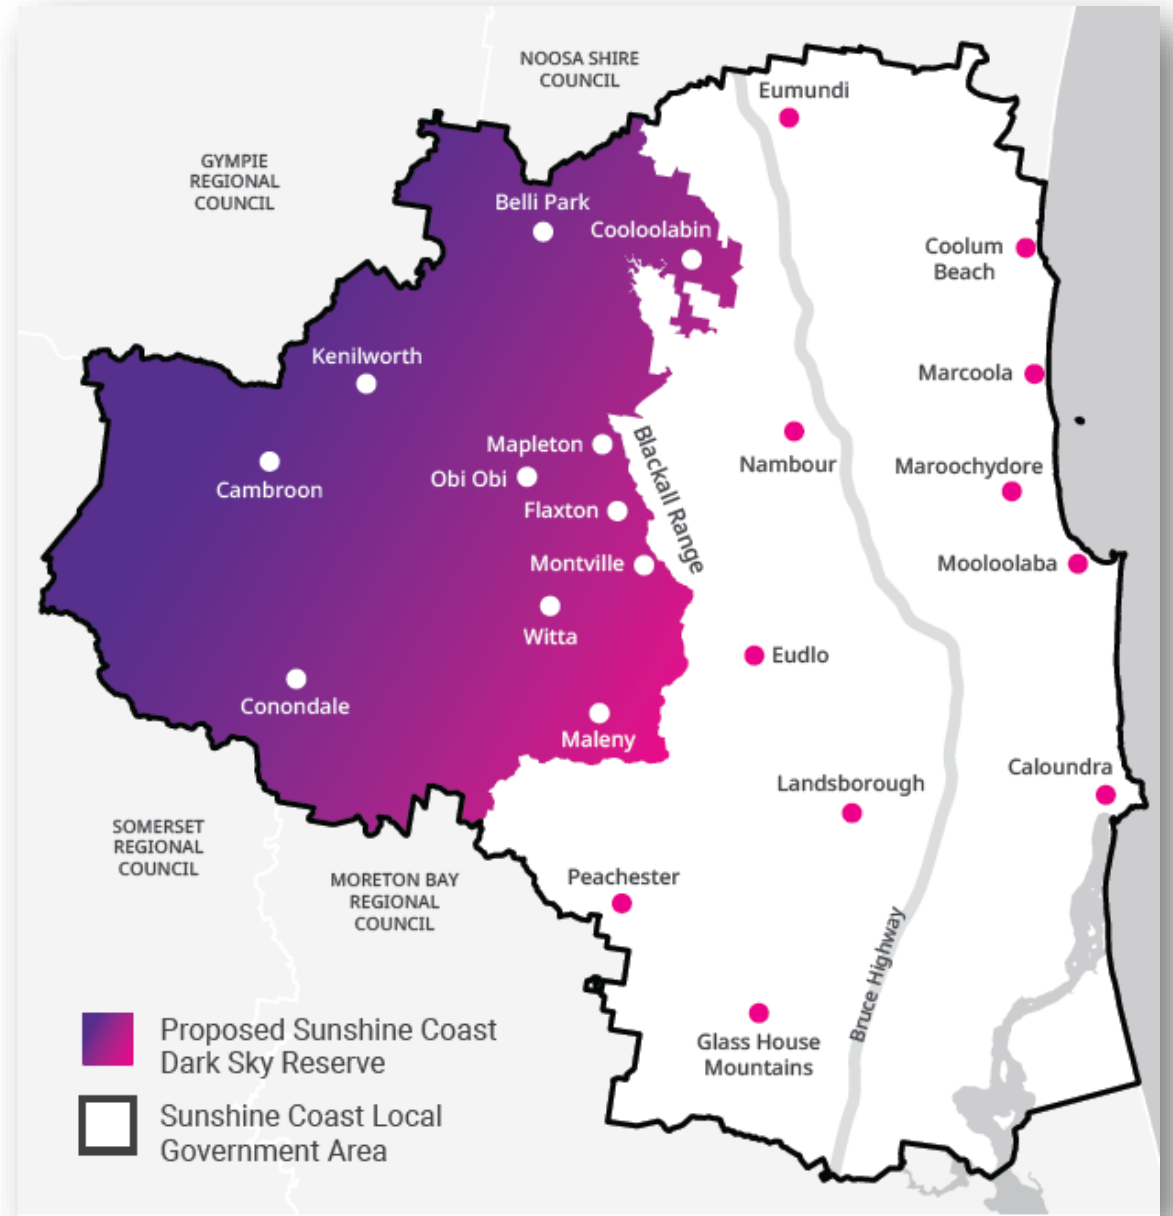 NOOSA SHIRE
COUNCIL
Eumundi
GYMPIE
REGIONAL
COUNCIL
Belli Park
Cooloolabin
Coolum
Beach
Kenilworth
Marcoola
Mapleton
Blackall Range
Nambour
Maroochydore
Obi Obi
Cambroon
Flaxton
Montville
Mooloolaba
Witta
Eudlo
Conondale
Maleny
Caloundra
Landsborough
SOMERSET
REGIONAL
COUNCIL
MORETON BAY
REGIONAL
COUNCIL
Peachester
Bruce Highway
Glass House
Mountains
Proposed Sunshine Coast
Dark Sky Reserve
Sunshine Coast Local
Government Area